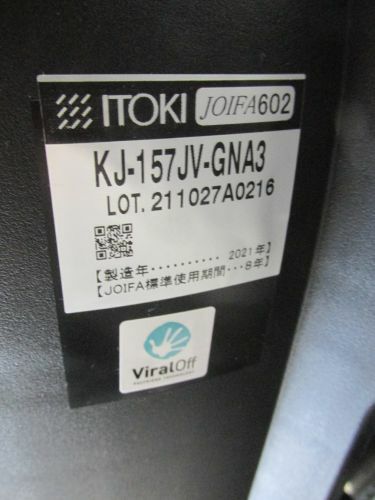 ITOKI JOIFA602
KJ-157JV-GNA3
LOT. 211027A0216
【製造年.......... 2021年】
【JOIFA標準使用期間...8年】
ViralOff